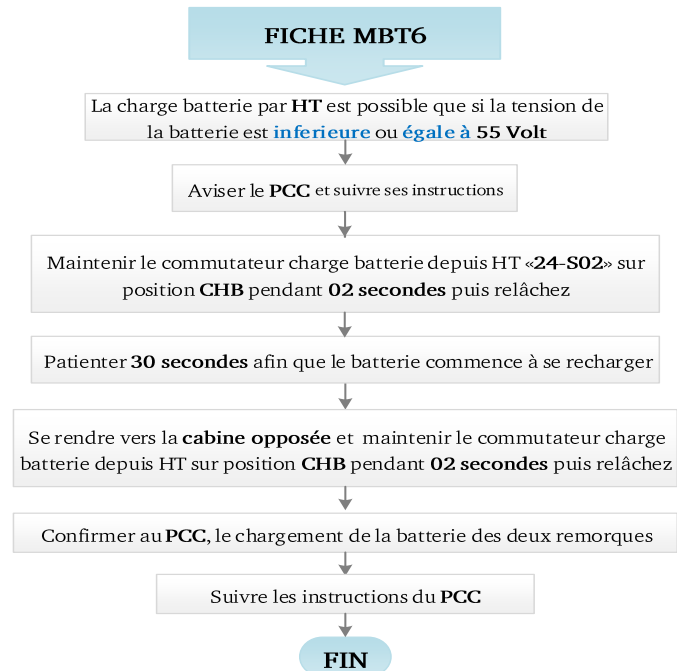 FICHE MBT6
La charge batterie par HT est possible que si la tension de
la batterie est inferieure ou égale à 55 Volt
Aviser le PCC et suivre ses instructions
Maintenir le commutateur charge batterie depuis HT «24-S02» sur
position CHB pendant 02 secondes puis relâchez
Patienter 30 secondes afin que le batterie commence à se recharger
Se rendre vers la cabine opposée et maintenir le commutateur charge
batterie depuis HT sur position CHB pendant 02 secondes puis relâchez
Confirmer au PCC, le chargement de la batterie des deux remorques
Suivre les instructions du PCC
FIN